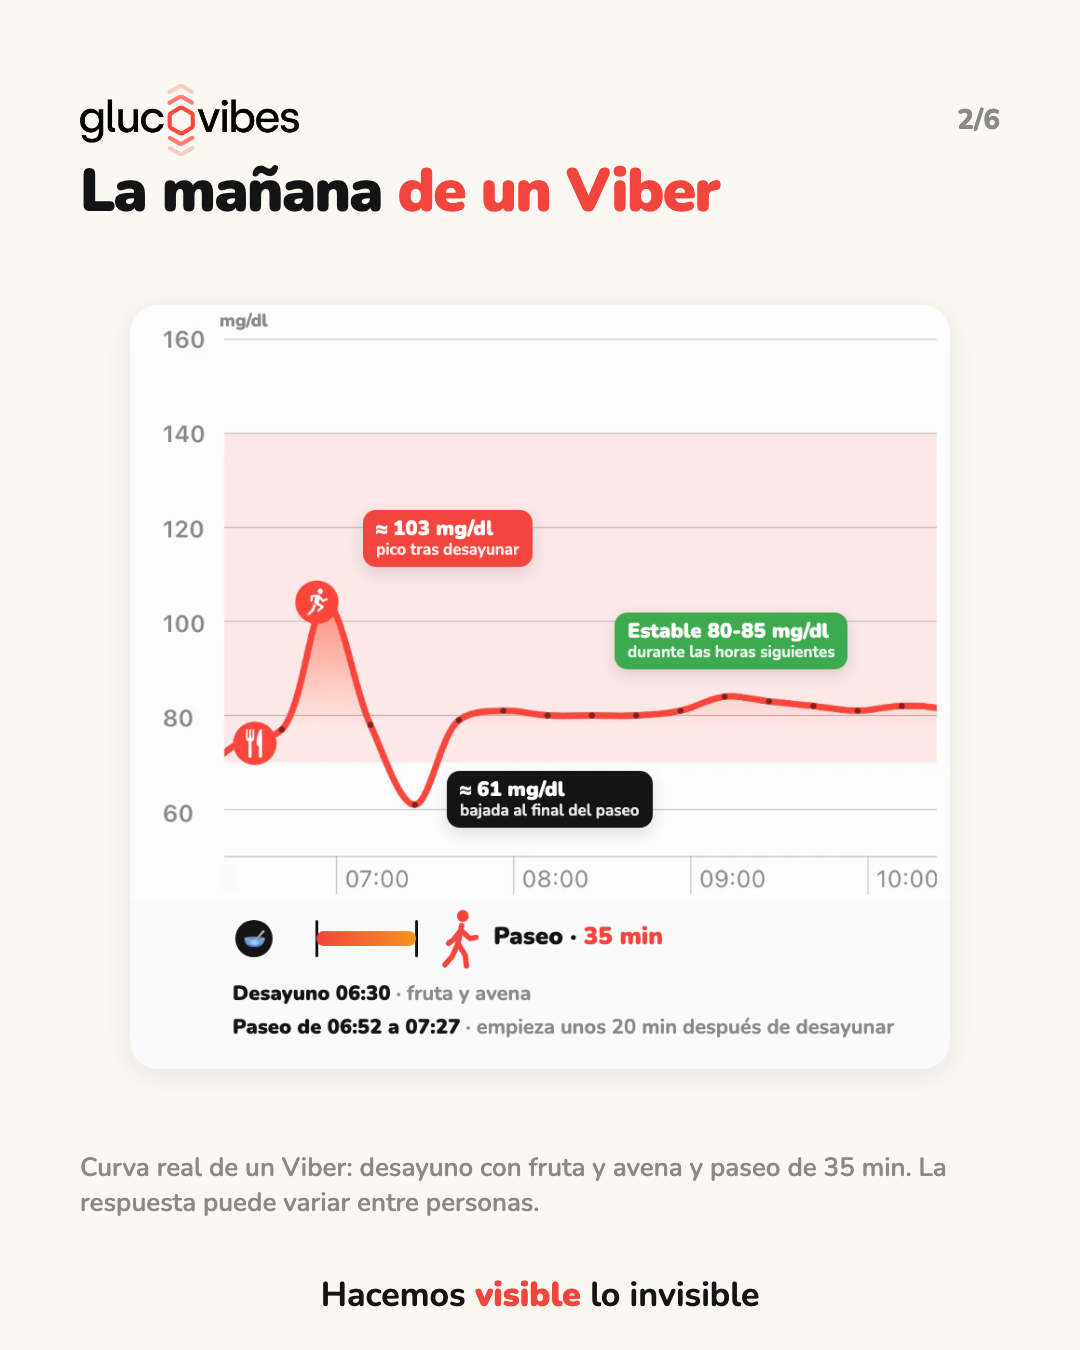 glucovibes
2/6
La mañana de un Viber
mg/dl
160
140
120
100
80
60
≈ 103 mg/dl
pico tras desayunar
Estable 80-85 mg/dl
durante las horas siguientes
≈ 61 mg/dl
bajada al final del paseo
07:00
08:00
09:00
10:00
Paseo · 35 min
Desayuno 06:30 · fruta y avena
Paseo de 06:52 a 07:27 · empieza unos 20 min después de desayunar
Curva real de un Viber: desayuno con fruta y avena y paseo de 35 min. La
respuesta puede variar entre personas.
Hacemos visible lo invisible